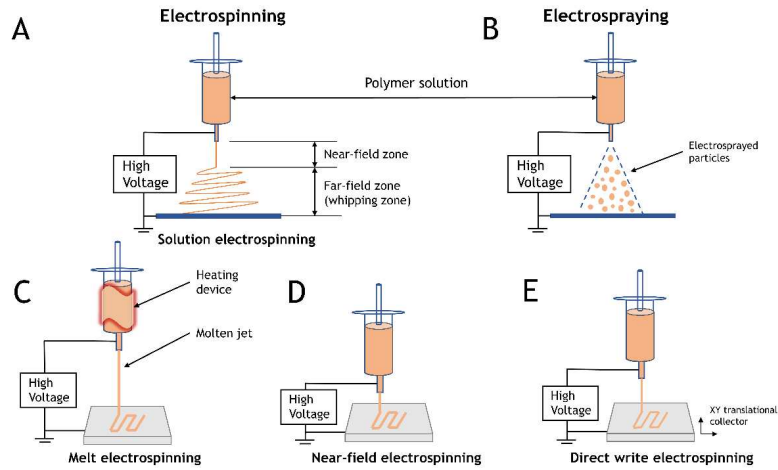 A
Electrospinning
B
Electrospraying
Polymer solution
High
Voltage
Near-field zone
Far-field zone
(whipping zone)
Solution electrospinning
High
Voltage
Electrosprayed
particles
C
Heating
device
Molten jet
High
Voltage
Melt electrospinning
D
High
Voltage
Near-field electrospinning
E
High
Voltage
XY translational
collector
Direct write electrospinning